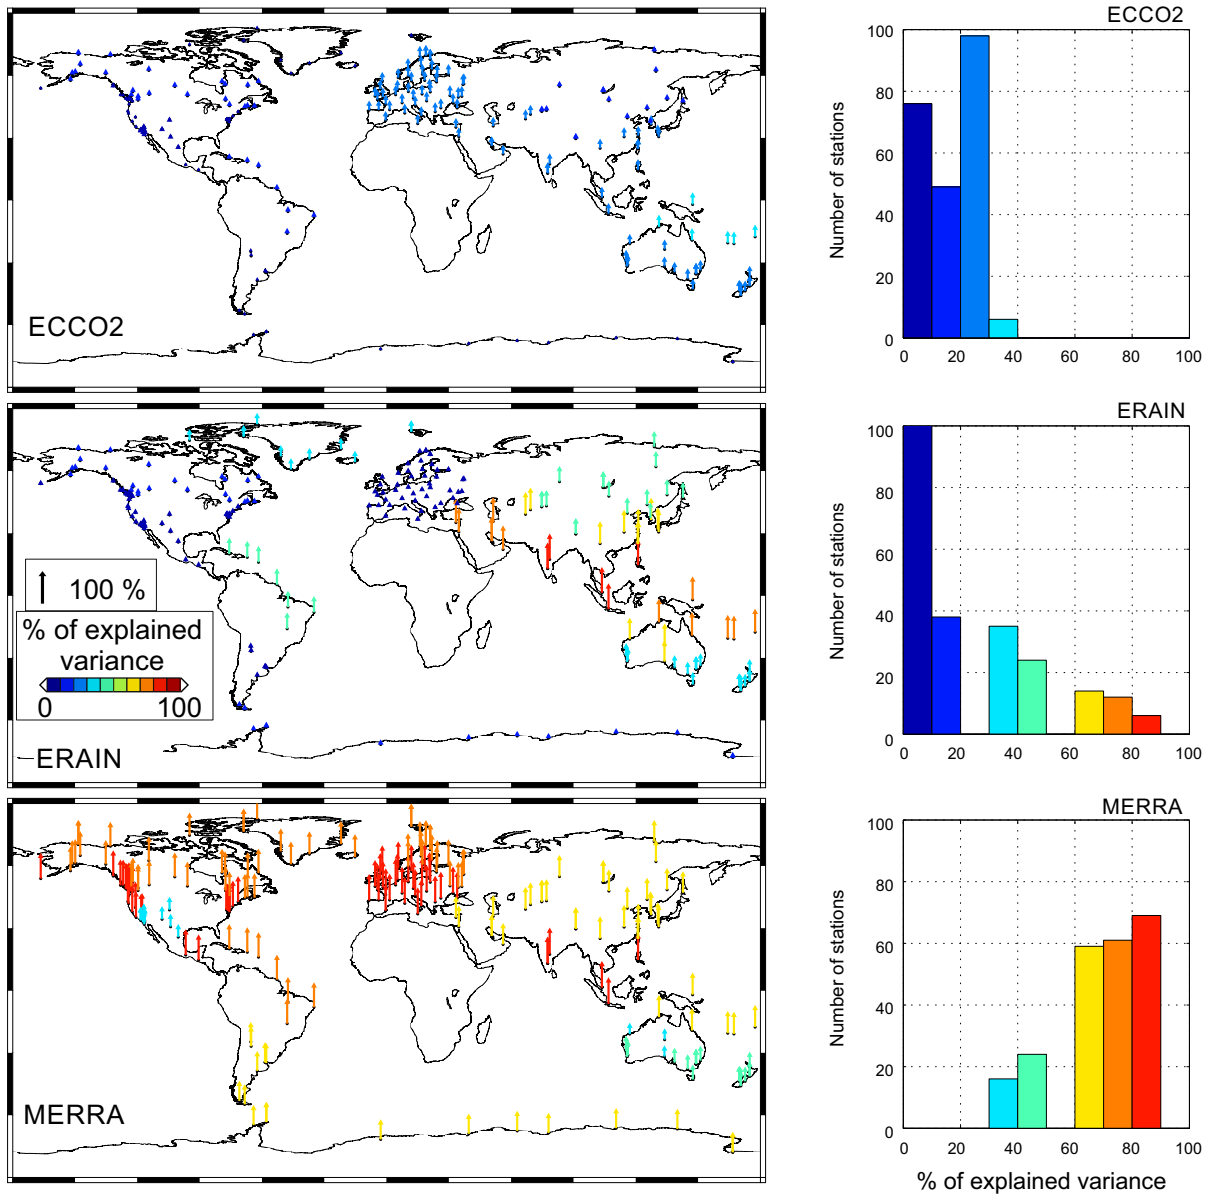 ECCO2
ECCO2
100
80
60
40
20
0
Number of stations
0 20 40 60 80 100
ERAIN
100 %
% of explained
variance
0 100
ERAIN
100
80
60
40
20
0
Number of stations
0 20 40 60 80 100
MERRA
MERRA
100
80
60
40
20
0
Number of stations
0 20 40 60 80 100
% of explained variance